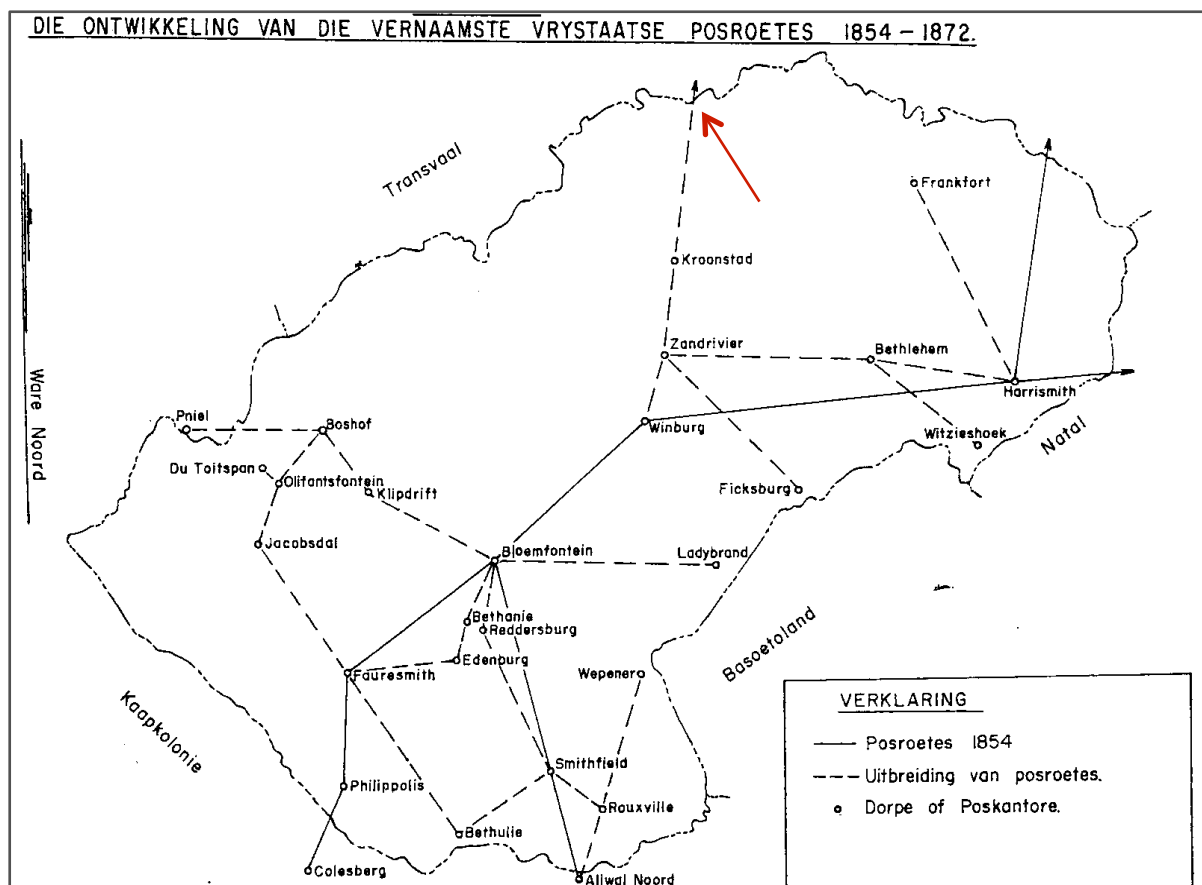 DIE ONTWIKKELING VAN DIE VERNAAMSTE VRYSTAATSE POSROETES 1854 – 1872.
Transvaal
Frankfort
Kroonstad
Zandrivier
Bethlehem
Harrismith
Ware Noord
Pniel
Boshof
Winburg
Witzieshoek
Natal
Du Toitspan
Olifantsfontein
Klipdrift
Ficksburg
Jacobsdal
Bloemfontein
Ladybrand
Bethanie
Reddersburg
Basoetoland
Edenburg
Fauresmith
Wepener
Kaapkolonie
VERKLARING
Posroetes 1854
Smithfield
Uitbreiding van posroetes.
Philippolis
Rouxville
Dorpe of Poskantore.
Bethulie
Colesberg
Aliwal Noord